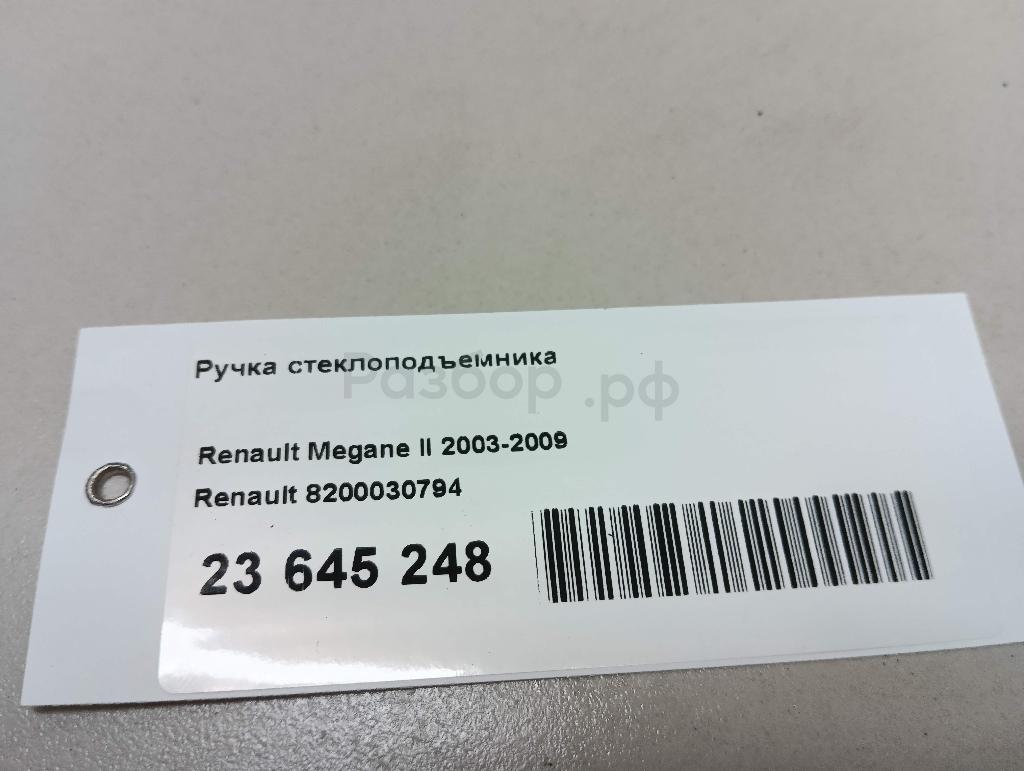 Ручка стеклоподъемника
Разбор.рф
Renault Megane II 2003-2009
Renault 8200030794
23 645 248